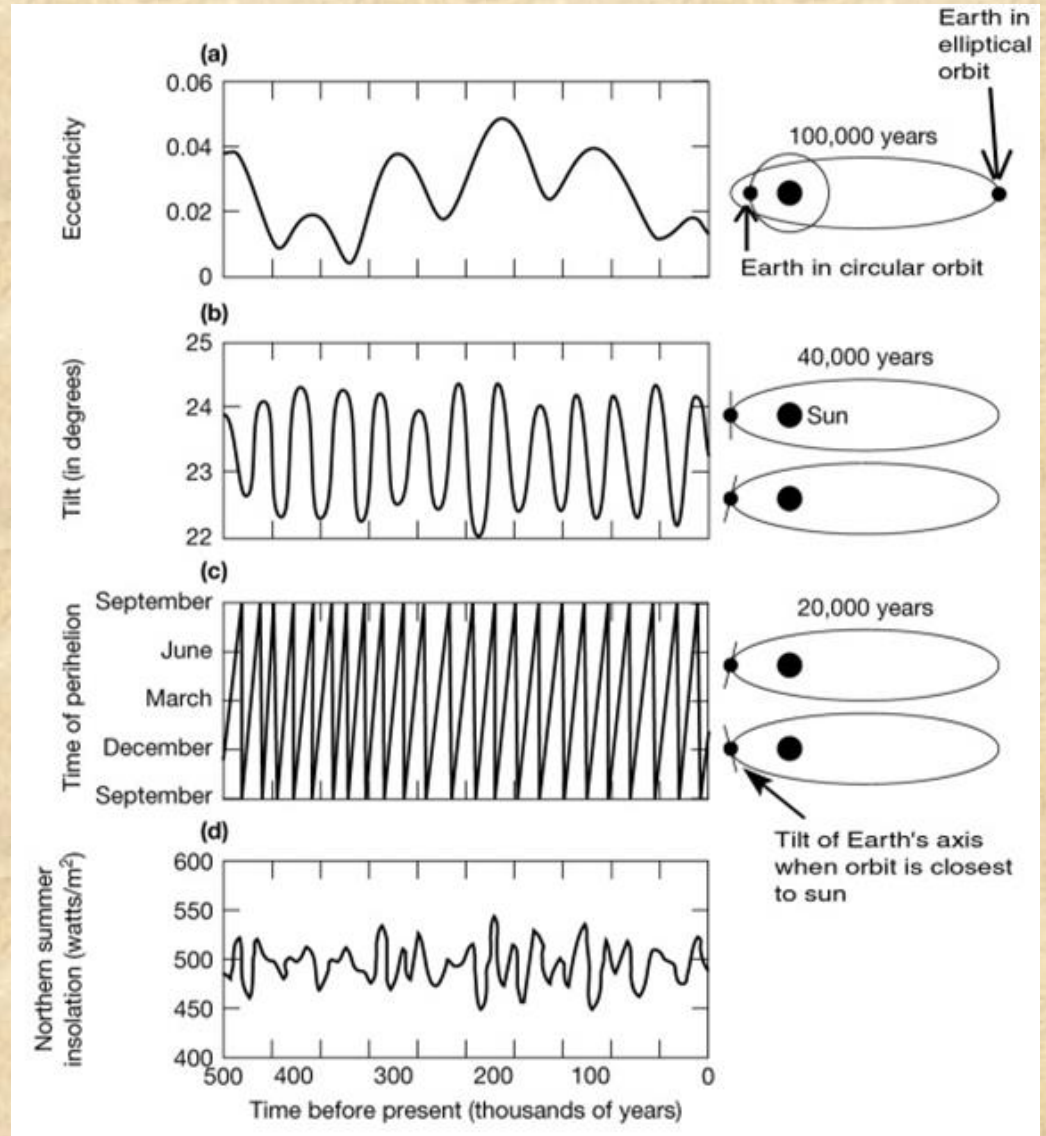 (a)
Eccentricity
0.06
0.04
0.02
0
Earth in
elliptical
orbit
100,000 years
Earth in circular orbit
(b)
Tilt (in degrees)
25
24
23
22
40,000 years
Sun
(c)
Time of perihelion
September
June
March
December
September
20,000 years
Tilt of Earth's axis
when orbit is closest
to sun
(d)
Northern summer
insolation (watts/m²)
600
550
500
450
400
500 400 300 200 100 0
Time before present (thousands of years)